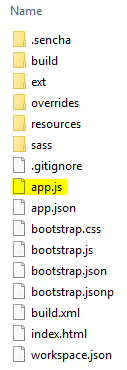 Name
.sencha
build
ext
overrides
resources
sass
.gitignore
app.js
app.json
bootstrap.css
bootstrap.js
bootstrap.json
bootstrap.jsonp
build.xml
index.html
workspace.json